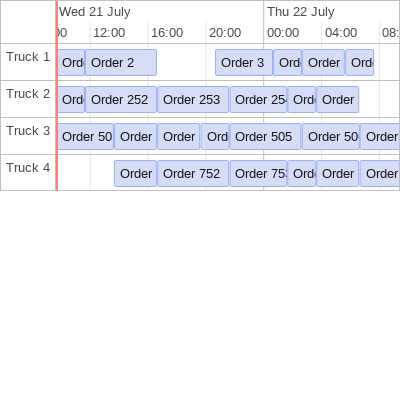 Wed 21 July Thu 22 July
00 12:00 16:00 20:00 00:00 04:00 08:
Truck 1 Ord Order 2 Order 3 Ord Order Ord
Truck 2 Ord Order 252 Order 253 Order 254 Ord Order
Truck 3 Order 50 Order Order Ord Order 505 Order 50 Order
Truck 4 Order Order 752 Order 753 Ord Order Order